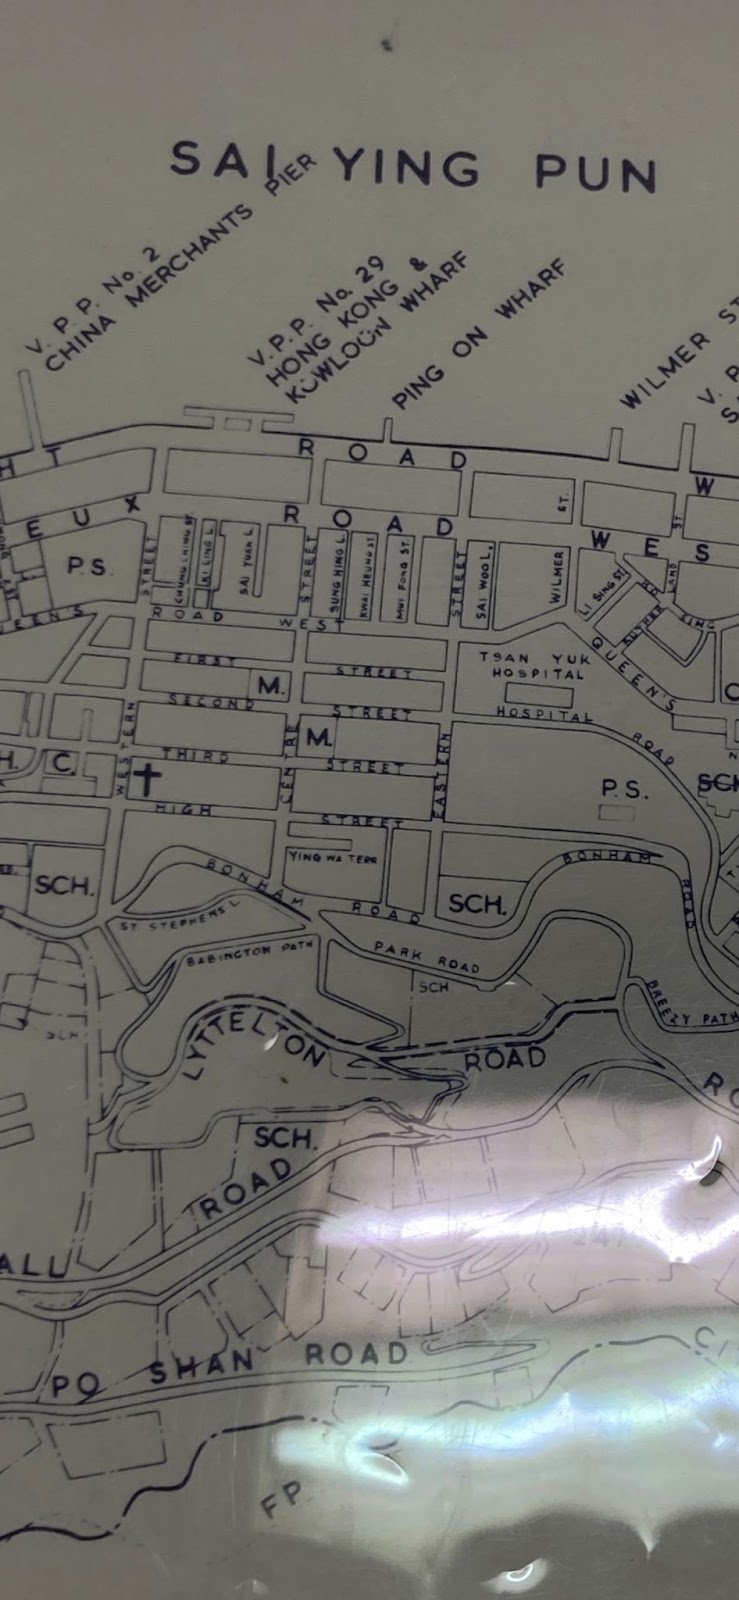 SAI YING PUN
V. P. P. No. 2
CHINA MERCHANTS PIER
V.P.P. No. 29
HONG KONG &
KOWLOON WHARF
PING ON WHARF
WILMER ST
V. P.
HT ROAD
EUX ROAD
WES
W
P.S.
STREET
CHUNG CHING ST.
KI LING L.
SAI YUEN L.
STREET
SUNG HING L.
KWAI HEUNG ST
MUI FONG ST
STREET
SAI WOO L.
WILMER
ST.
LI SING ST.
ST
LAND
QUEEN'S
UEENS ROAD WEST
TSAN YUK
HOSPITAL
HOSPITAL ROAD
FIRST STREET
M.
SECOND STREET
M.
THIRD STREET
WESTERN
CENTRE
EASTERN
H.
C.
HIGH STREET
P.S.
SCH
YING WA TERR
SCH.
BONHAM ROAD
SCH.
BONHAM
ROAD
ST. STEPHENS L
BABINGTON PATH
PARK ROAD
SCH
BREEZY PATH
SCH
LYTTELTON ROAD
RO
SCH.
ROAD
ALL
PO SHAN ROAD
C
F P.